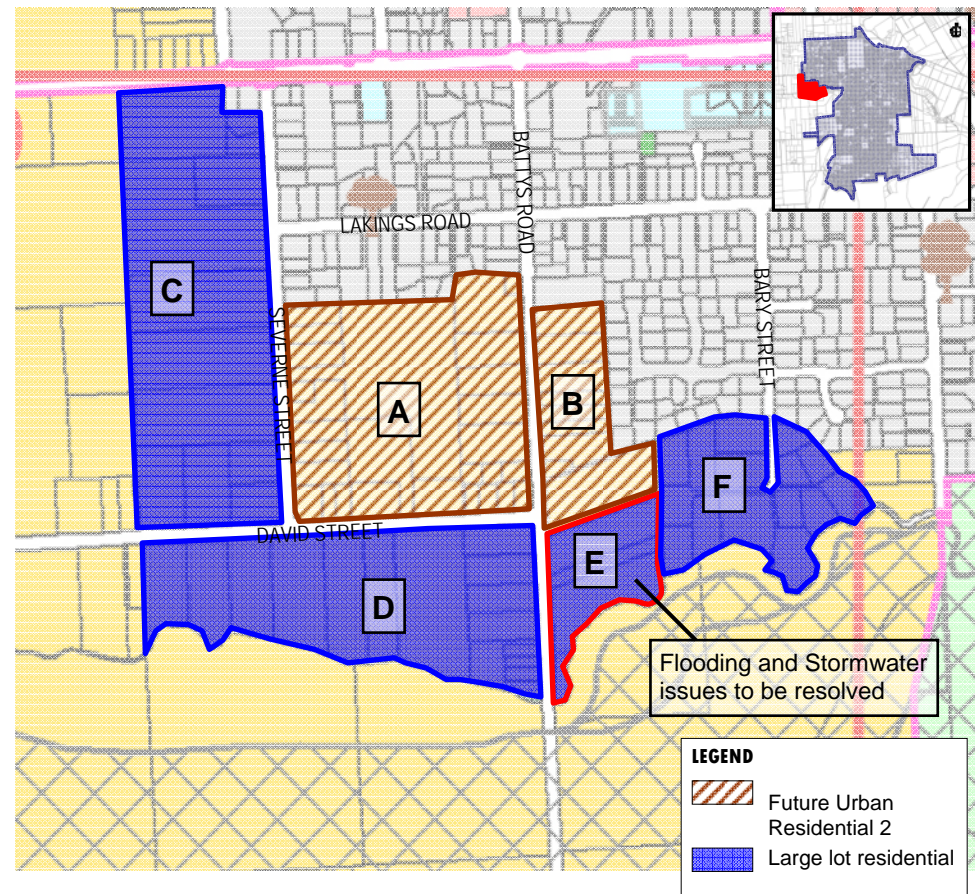 BATTYS ROAD
LAKINGS ROAD
BARY STREET
SEVERNE STREET
C
A
B
F
DAVID STREET
E
D
Flooding and Stormwater
issues to be resolved
LEGEND
Future Urban
Residential 2
Large lot residential